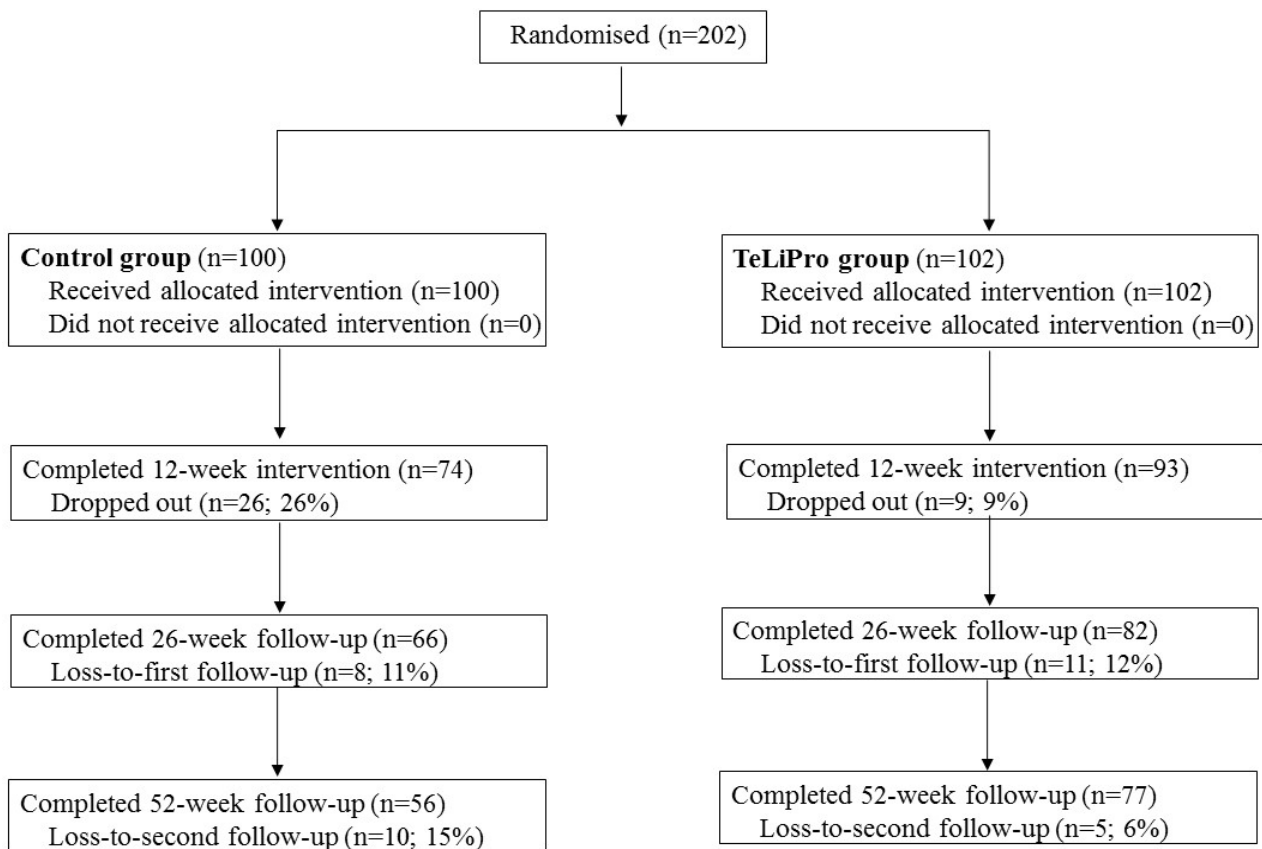 Randomised (n=202)
Control group (n=100)
Received allocated intervention (n=100)
Did not receive allocated intervention (n=0)
TeLiPro group (n=102)
Received allocated intervention (n=102)
Did not receive allocated intervention (n=0)
Completed 12-week intervention (n=74)
Dropped out (n=26; 26%)
Completed 12-week intervention (n=93)
Dropped out (n=9; 9%)
Completed 26-week follow-up (n=66)
Loss-to-first follow-up (n=8; 11%)
Completed 26-week follow-up (n=82)
Loss-to-first follow-up (n=11; 12%)
Completed 52-week follow-up (n=56)
Loss-to-second follow-up (n=10; 15%)
Completed 52-week follow-up (n=77)
Loss-to-second follow-up (n=5; 6%)